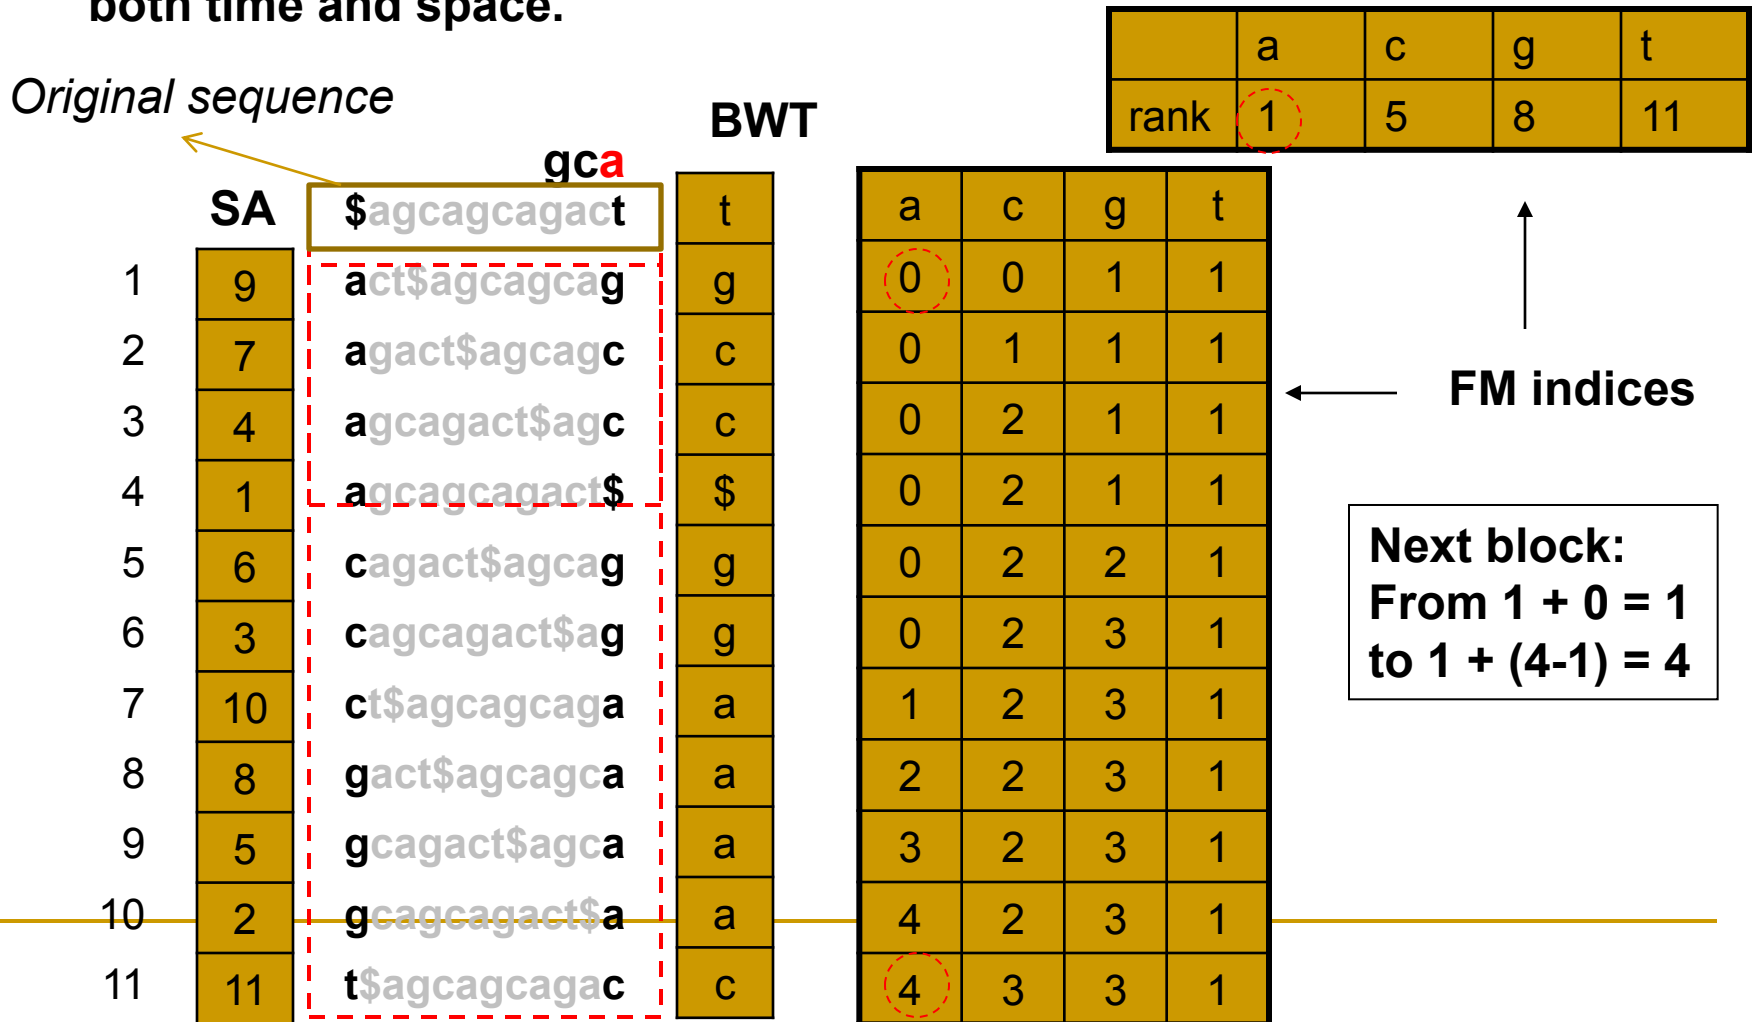 both time and space.
a c g t
rank 1 5 8 11
Original sequence
BWT
gca
SA $agcagcagact t a c g t
1 9 act$agcagcag g 0 0 1 1
2 7 agact$agcagc c 0 1 1 1
3 4 agcagact$agc c 0 2 1 1
4 1 agcagcagact$ $ 0 2 1 1
5 6 cagact$agcag g 0 2 2 1
6 3 cagcagact$ag g 0 2 3 1
7 10 ct$agcagcaga a 1 2 3 1
8 8 gact$agcagca a 2 2 3 1
9 5 gcagact$agca a 3 2 3 1
10 2 gcagcagact$a a 4 2 3 1
11 11 t$agcagcagac c 4 3 3 1
FM indices
Next block:
From 1 + 0 = 1
to 1 + (4-1) = 4